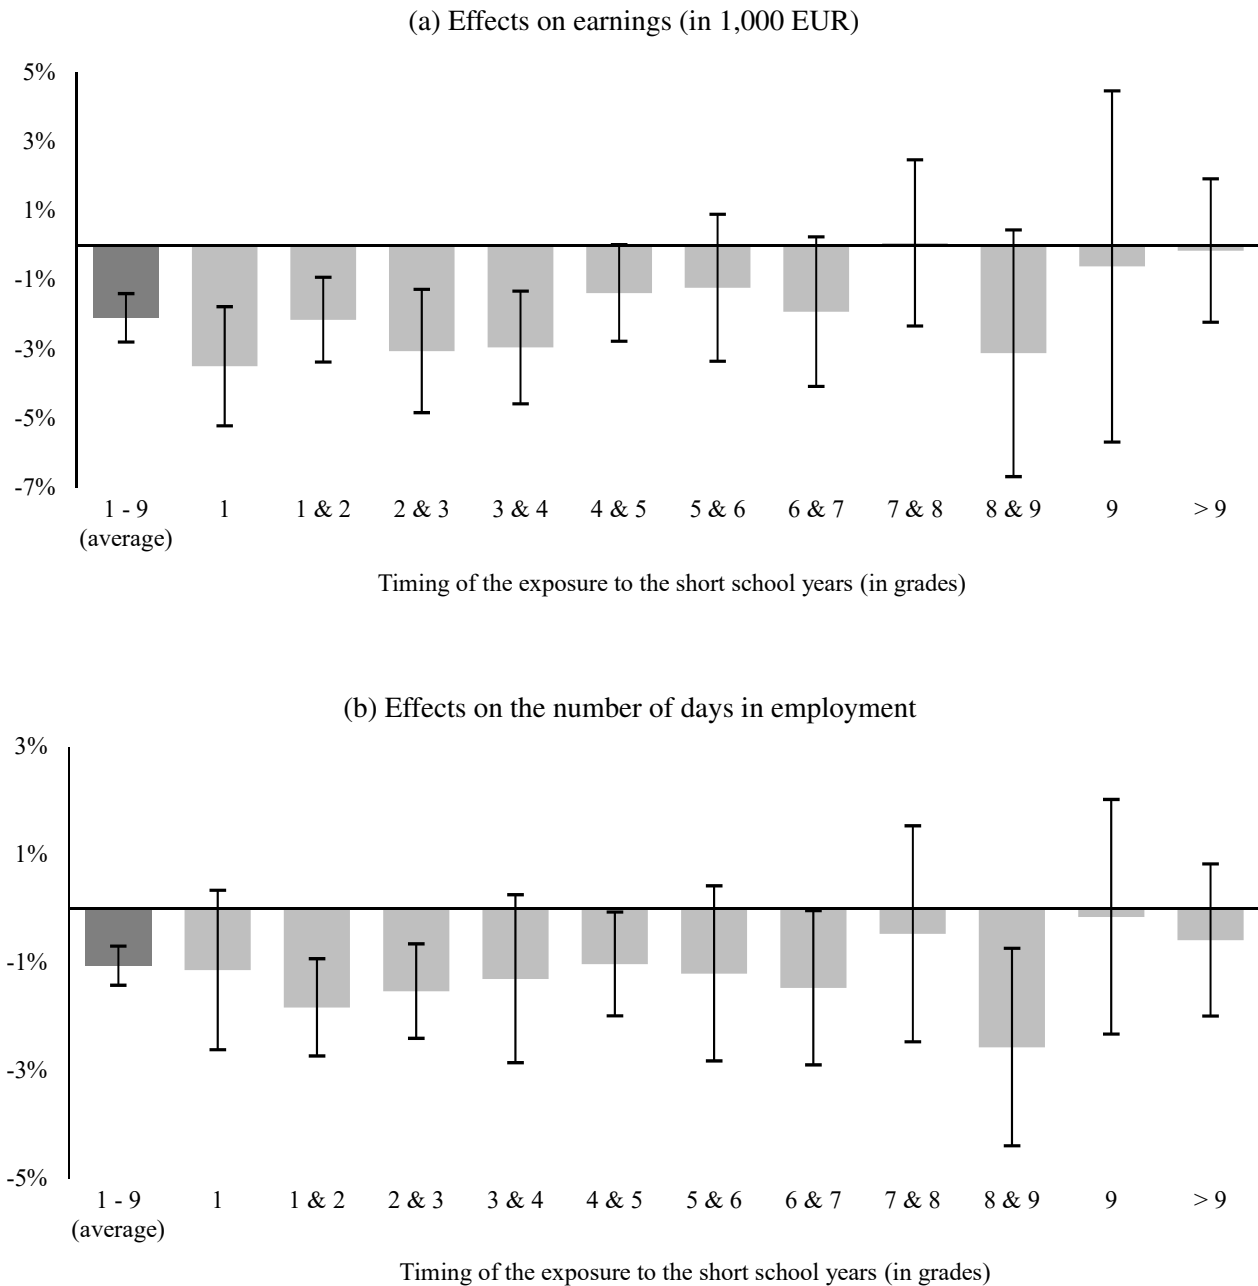 (a) Effects on earnings (in 1,000 EUR)
5%
3%
1%
-1%
-3%
-5%
-7%
1 - 9 1 1 & 2 2 & 3 3 & 4 4 & 5 5 & 6 6 & 7 7 & 8 8 & 9 9 > 9
(average)
Timing of the exposure to the short school years (in grades)
(b) Effects on the number of days in employment
3%
1%
-1%
-3%
-5%
1 - 9 1 1 & 2 2 & 3 3 & 4 4 & 5 5 & 6 6 & 7 7 & 8 8 & 9 9 > 9
(average)
Timing of the exposure to the short school years (in grades)